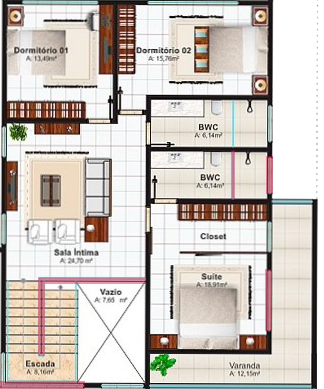 Dormitório 01
A: 13,49m²
Dormitório 02
A: 15,76m²
BWC
A: 6,14m²
BWC
A: 6,14m²
Closet
Sala Íntima
A: 24,70 m²
Suíte
A: 18,91m²
Vazio
A: 7,65 m²
Escada
A: 8,16m²
Varanda
A: 12,15m²